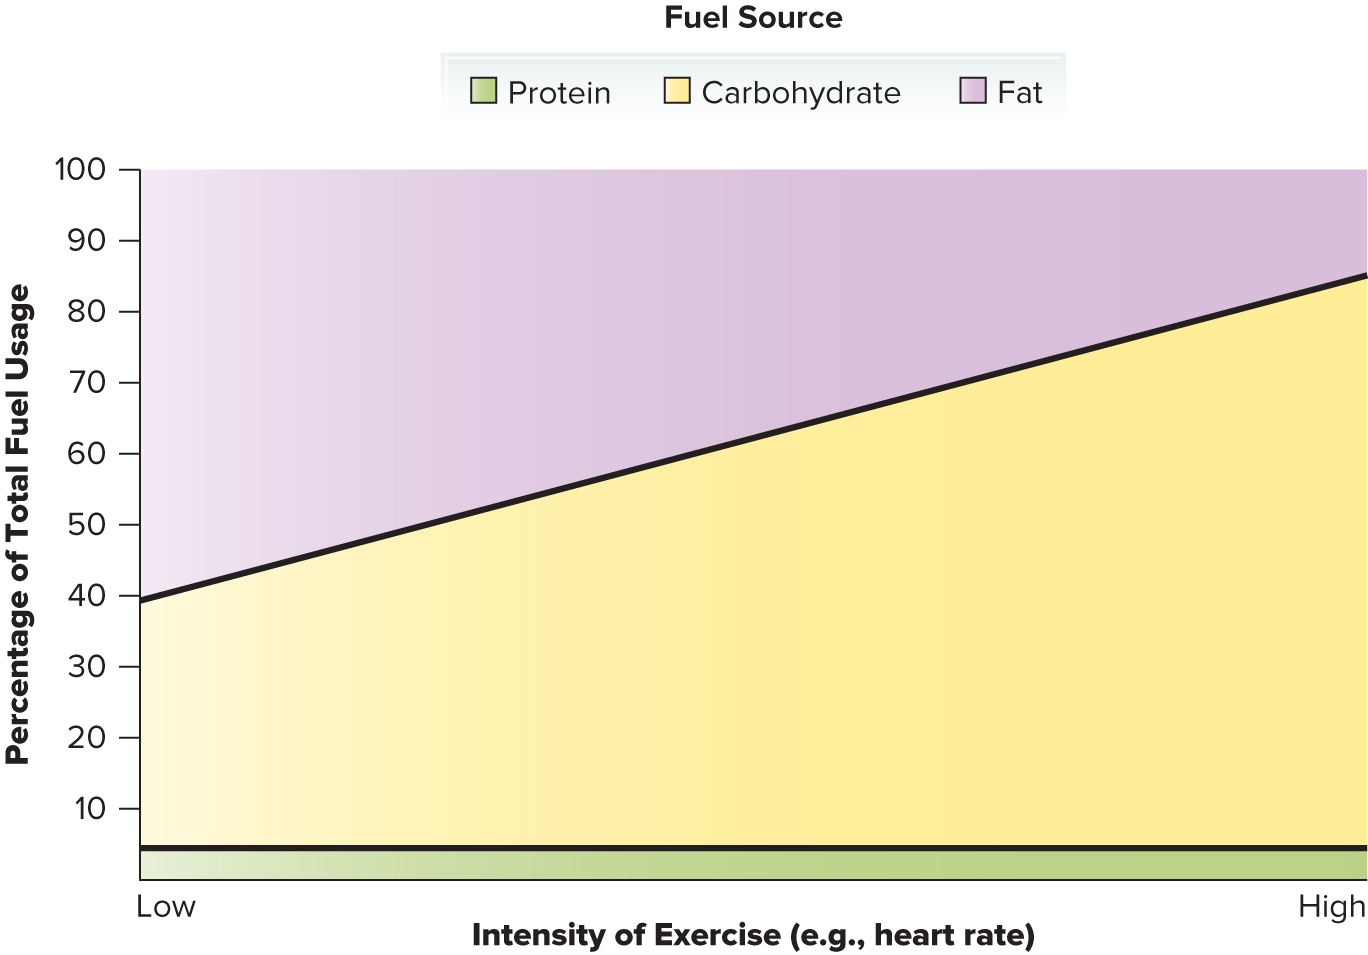 Fuel Source
Protein Carbohydrate Fat
Percentage of Total Fuel Usage
100
90
80
70
60
50
40
30
20
10
Low High
Intensity of Exercise (e.g., heart rate)